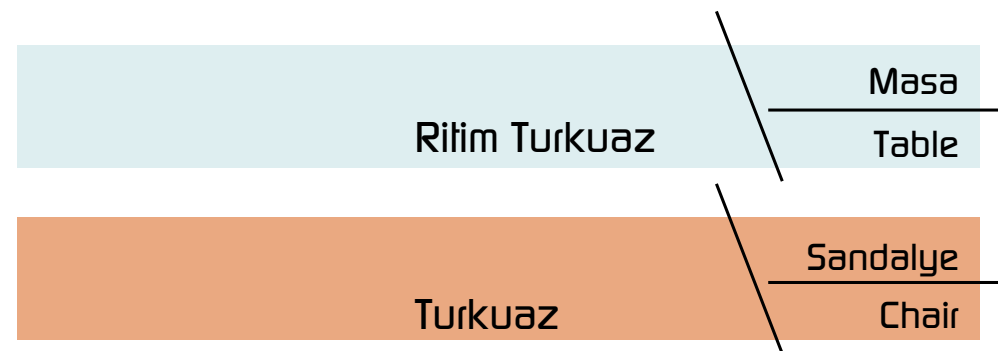 Ritim Turkuaz
Masa
Table
Turkuaz
Sandalye
Chair